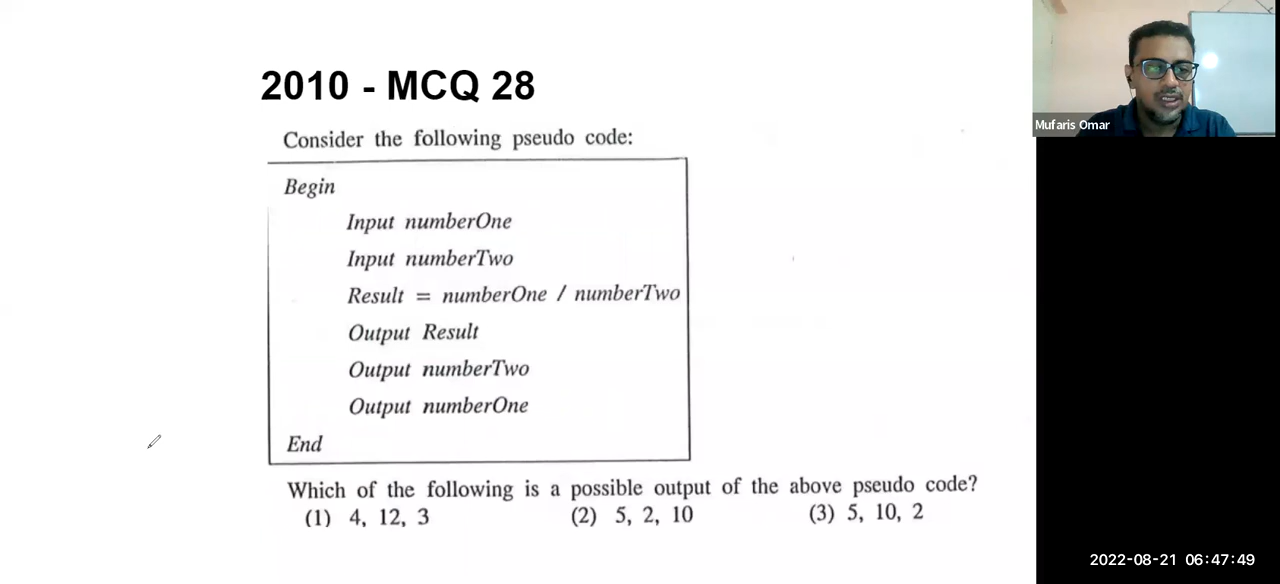 2010 - MCQ 28
Mufaris Omar
Consider the following pseudo code:
Begin
Input numberOne
Input numberTwo
Result = numberOne / numberTwo
Output Result
Output numberTwo
Output numberOne
End
Which of the following is a possible output of the above pseudo code?
(1) 4, 12, 3 (2) 5, 2, 10 (3) 5, 10, 2
2022-08-21 06:47:49